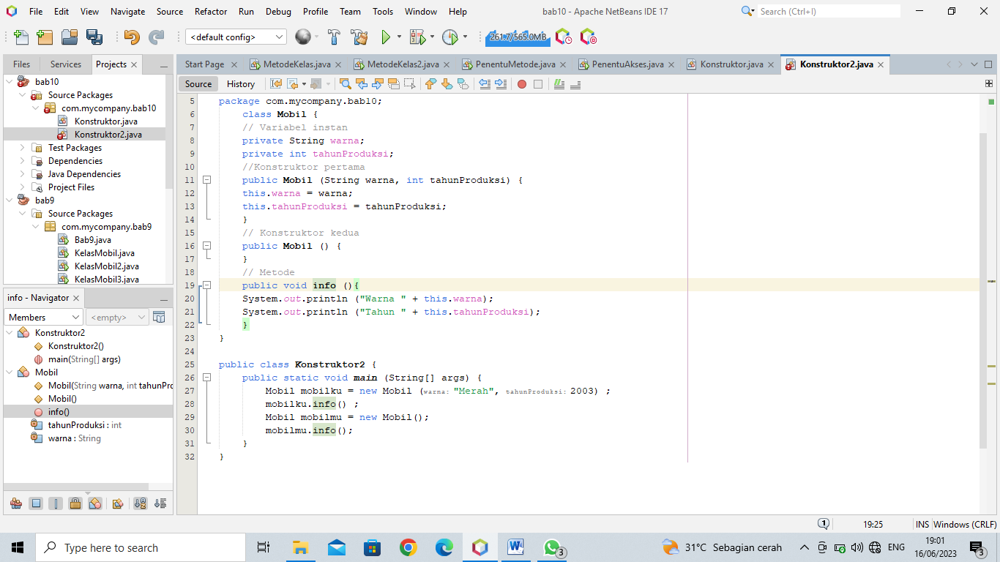 File Edit View Navigate Source Refactor Run Debug Profile Team Tools Window Help bab10 - Apache NetBeans IDE 17 Search (Ctrl+I)
<default config> 261.7/565.0MB
Files Services Projects
Start Page MetodeKelas.java MetodeKelas2.java PenentuMetode.java PenentuAkses.java Konstruktor.java Konstruktor2.java
Source History
bab10
Source Packages
com.mycompany.bab10
Konstruktor.java
Konstruktor2.java
Test Packages
Dependencies
Java Dependencies
Project Files
bab9
Source Packages
com.mycompany.bab9
Bab9.java
KelasMobil.java
KelasMobil2.java
KelasMobil3.java
info - Navigator
Members <empty>
Konstruktor2
Konstruktor2()
main(String[] args)
Mobil
Mobil(String warna, int tahunPro
Mobil()
info()
tahunProduksi : int
warna : String
5 package com.mycompany.bab10;
6 class Mobil {
7 // Variabel instan
8 private String warna;
9 private int tahunProduksi;
10 //Konstruktor pertama
11 public Mobil (String warna, int tahunProduksi) {
12 this.warna = warna;
13 this.tahunProduksi = tahunProduksi;
14 }
15 // Konstruktor kedua
16 public Mobil () {
17 }
18 // Metode
19 public void info (){
20 System.out.println ("Warna " + this.warna);
21 System.out.println ("Tahun " + this.tahunProduksi);
22 }
23 }
24
25 public class Konstruktor2 {
26 public static void main (String[] args) {
27 Mobil mobilku = new Mobil (warna: "Merah", tahunProduksi: 2003) ;
28 mobilku.info() ;
29 Mobil mobilmu = new Mobil();
30 mobilmu.info();
31 }
32 }
1 19:25 INS Windows (CRLF)
Type here to search 3 31°C Sebagian cerah ENG 19:01 16/06/2023 3